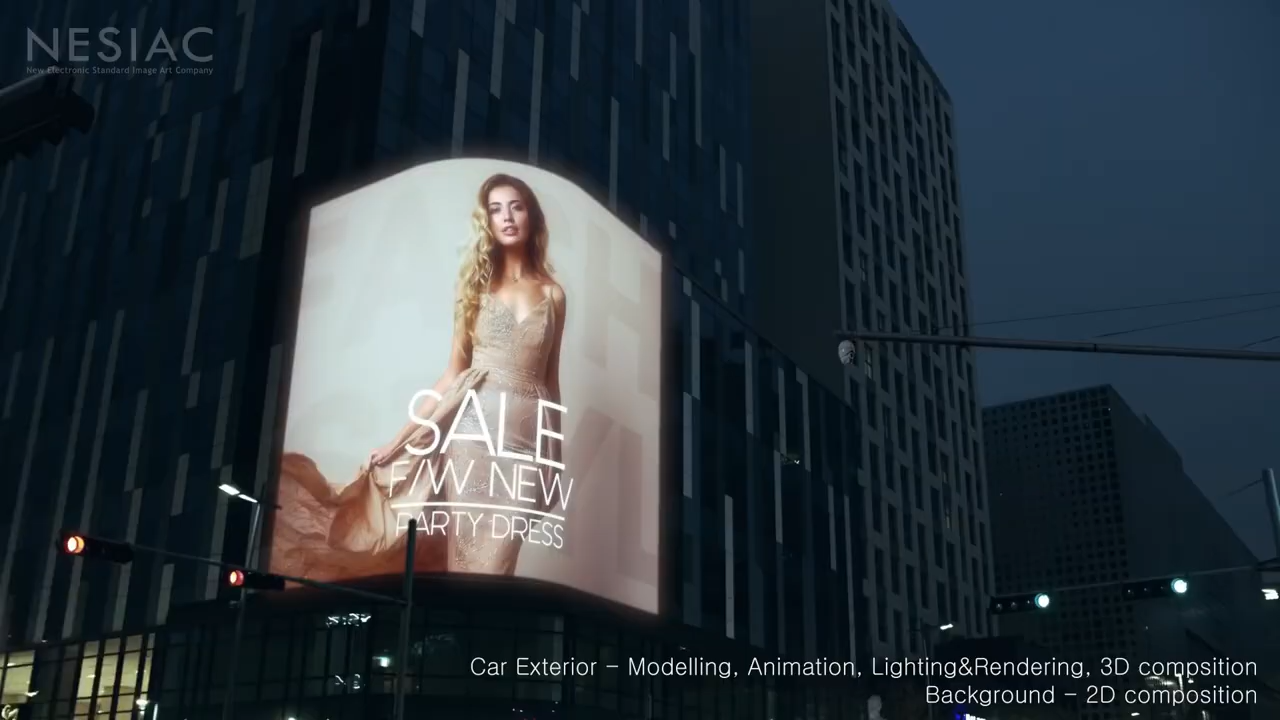 NESIAC
New Electronic Standard Image Art Company
SALE
F/W NEW
PARTY DRESS
Car Exterior – Modelling, Animation, Lighting&Rendering, 3D compsition
Background – 2D composition